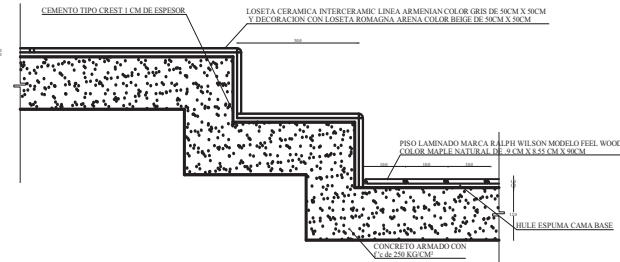 CEMENTO TIPO CREST 1 CM DE ESPESOR
LOSETA CERAMICA INTERCERAMIC LINEA ARMENIAN COLOR GRIS DE 50CM X 50CM
Y DECORACION CON LOSETA ROMAGNA ARENA COLOR BEIGE DE 50CM X 50CM
PISO LAMINADO MARCA RALPH WILSON MODELO FEEL WOOD
COLOR MAPLE NATURAL DE .9 CM X 8.55 CM X 90CM
HULE ESPUMA CAMA BASE
CONCRETO ARMADO CON
f'c de 250 KG/CM²